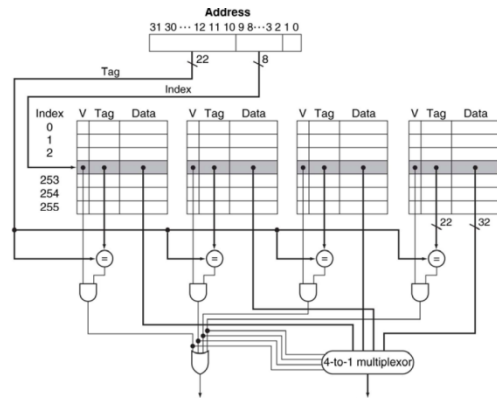 Address
31 30 ··· 12 11 10 9 8···3 2 1 0
22
8
Tag
Index
Index V Tag Data V Tag Data V Tag Data V Tag Data
0
1
2
253
254
255
22
32
= = = =
4-to-1 multiplexor